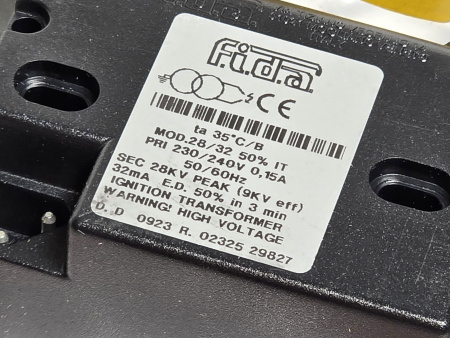 f.i.d.a
CE
ta 35°C/B
MOD.28/32 50% IT
PRI 230/240V 0,15A
50/60Hz
SEC 28KV PEAK (9KV eff)
32mA E.D. 50% in 3 min
IGNITION TRANSFORMER
WARNING! HIGH VOLTAGE
C. D 0923 R. 02325 29827